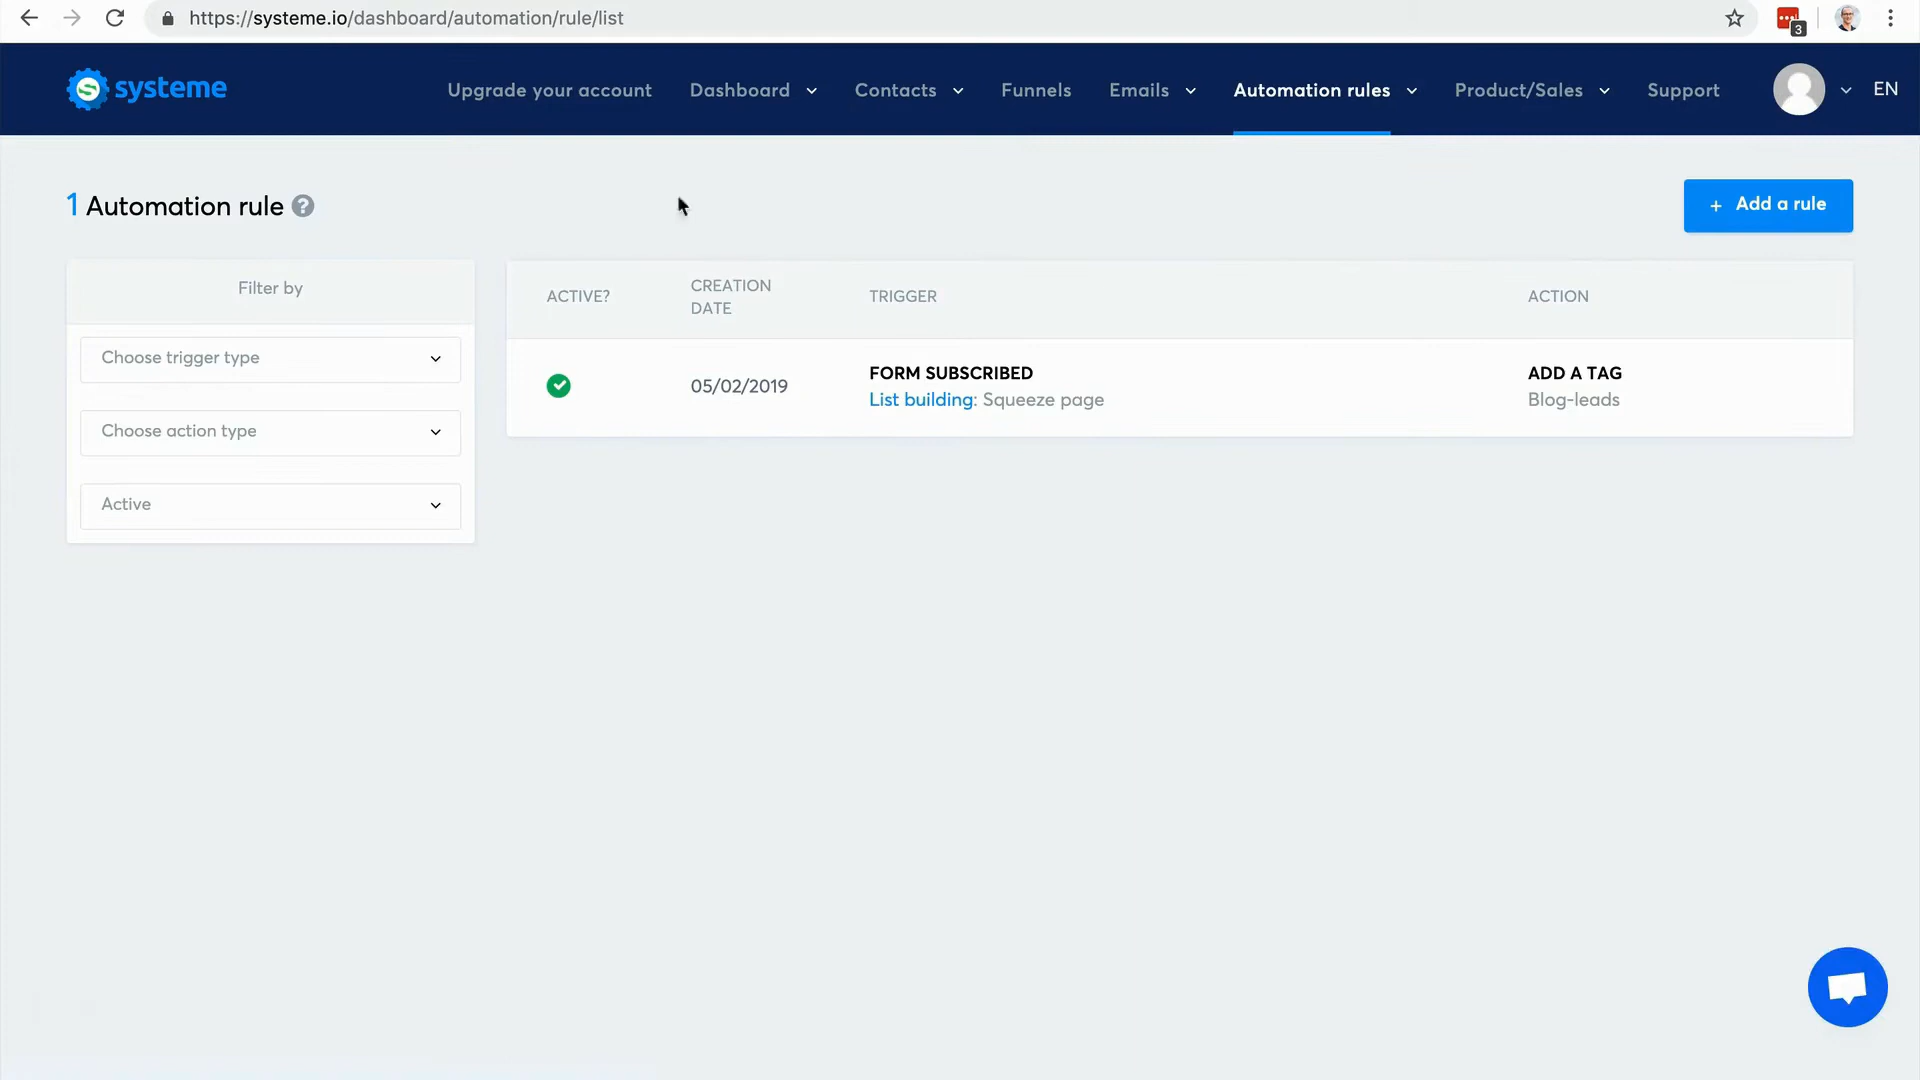 https://systeme.io/dashboard/automation/rule/list
3
systeme
Upgrade your account
Dashboard
Contacts
Funnels
Emails
Automation rules
Product/Sales
Support
EN
1 Automation rule ?
+ Add a rule
Filter by
Choose trigger type
Choose action type
Active
ACTIVE?
CREATION
DATE
TRIGGER
ACTION
05/02/2019
FORM SUBSCRIBED
List building: Squeeze page
ADD A TAG
Blog-leads